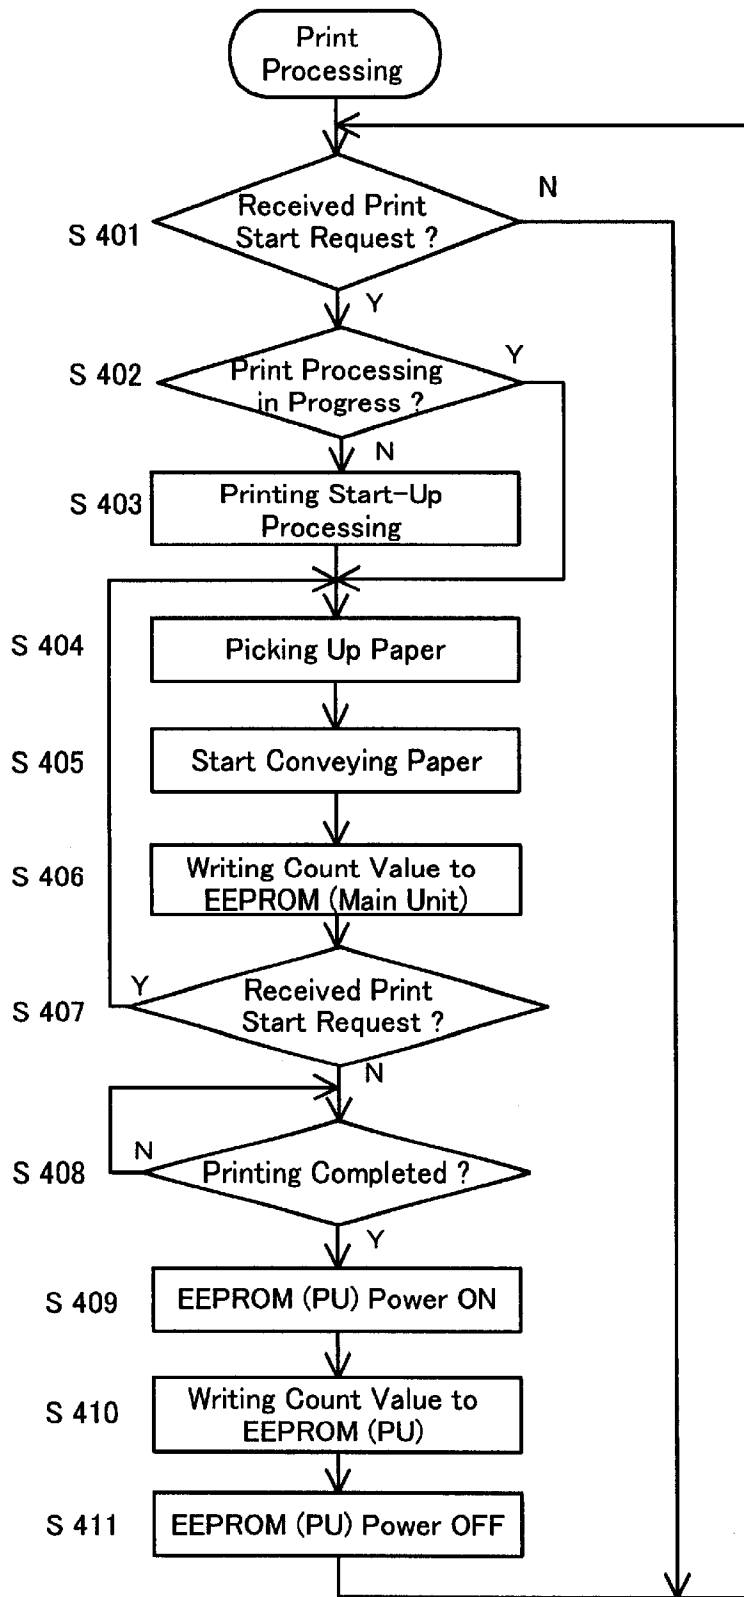 Print
Processing
Received Print
Start Request ?
N
S 401
Y
S 402
Print Processing
in Progress ?
Y
N
S 403
Printing Start-Up
Processing
S 404
Picking Up Paper
S 405
Start Conveying Paper
S 406
Writing Count Value to
EEPROM (Main Unit)
Y
S 407
Received Print
Start Request ?
N
N
S 408
Printing Completed ?
Y
S 409
EEPROM (PU) Power ON
S 410
Writing Count Value to
EEPROM (PU)
S 411
EEPROM (PU) Power OFF